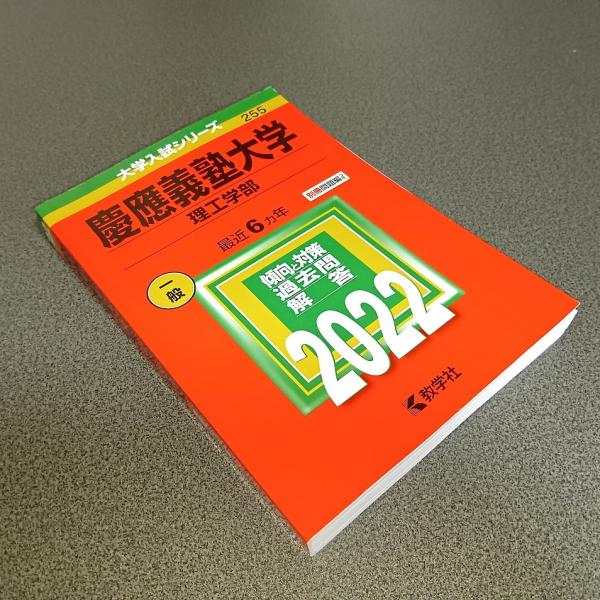 大学入試シリーズ
255
慶應義塾大学
理工学部
別冊問題編
最近6カ年
一般
傾向と対策
過去問
解答
2022
教学社